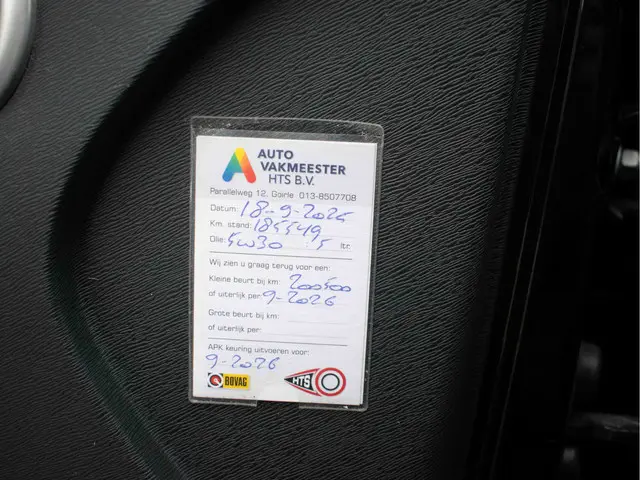 AUTO
VAKMEESTER
HTS B.V.
Parallelweg 12, Goirle 013-8507708
Datum: 18-9-2025
Km. stand: 185549
Olie: 5w30 5 ltr.
Wij zien u graag terug voor een:
Kleine beurt bij km: 200500
of uiterlijk per: 9-2026
Grote beurt bij km:
of uiterlijk per:
APK keuring uitvoeren voor:
9-2026
BOVAG HTS